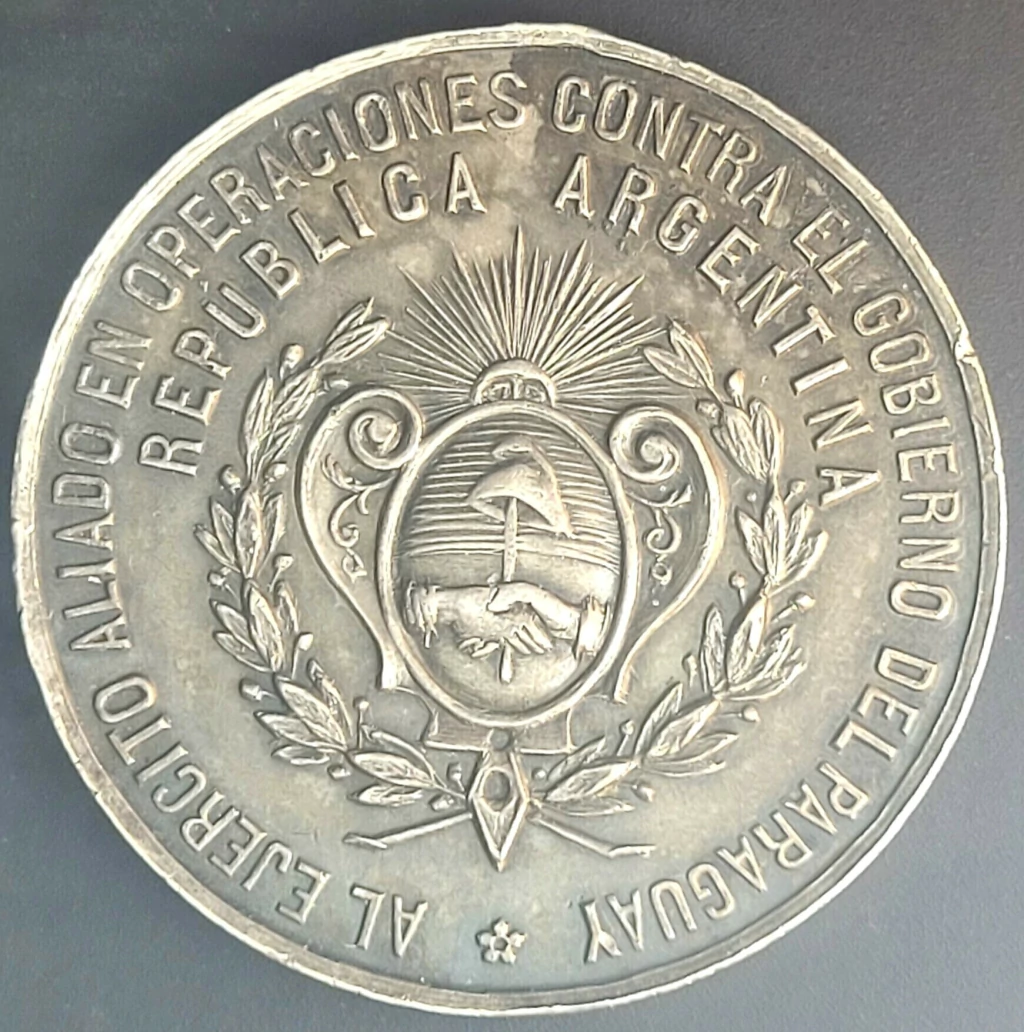 AL EJERCITO ALIADO EN OPERACIONES CONTRA EL GOBIERNO DEL PARAGUAY
REPÚBLICA ARGENTINA